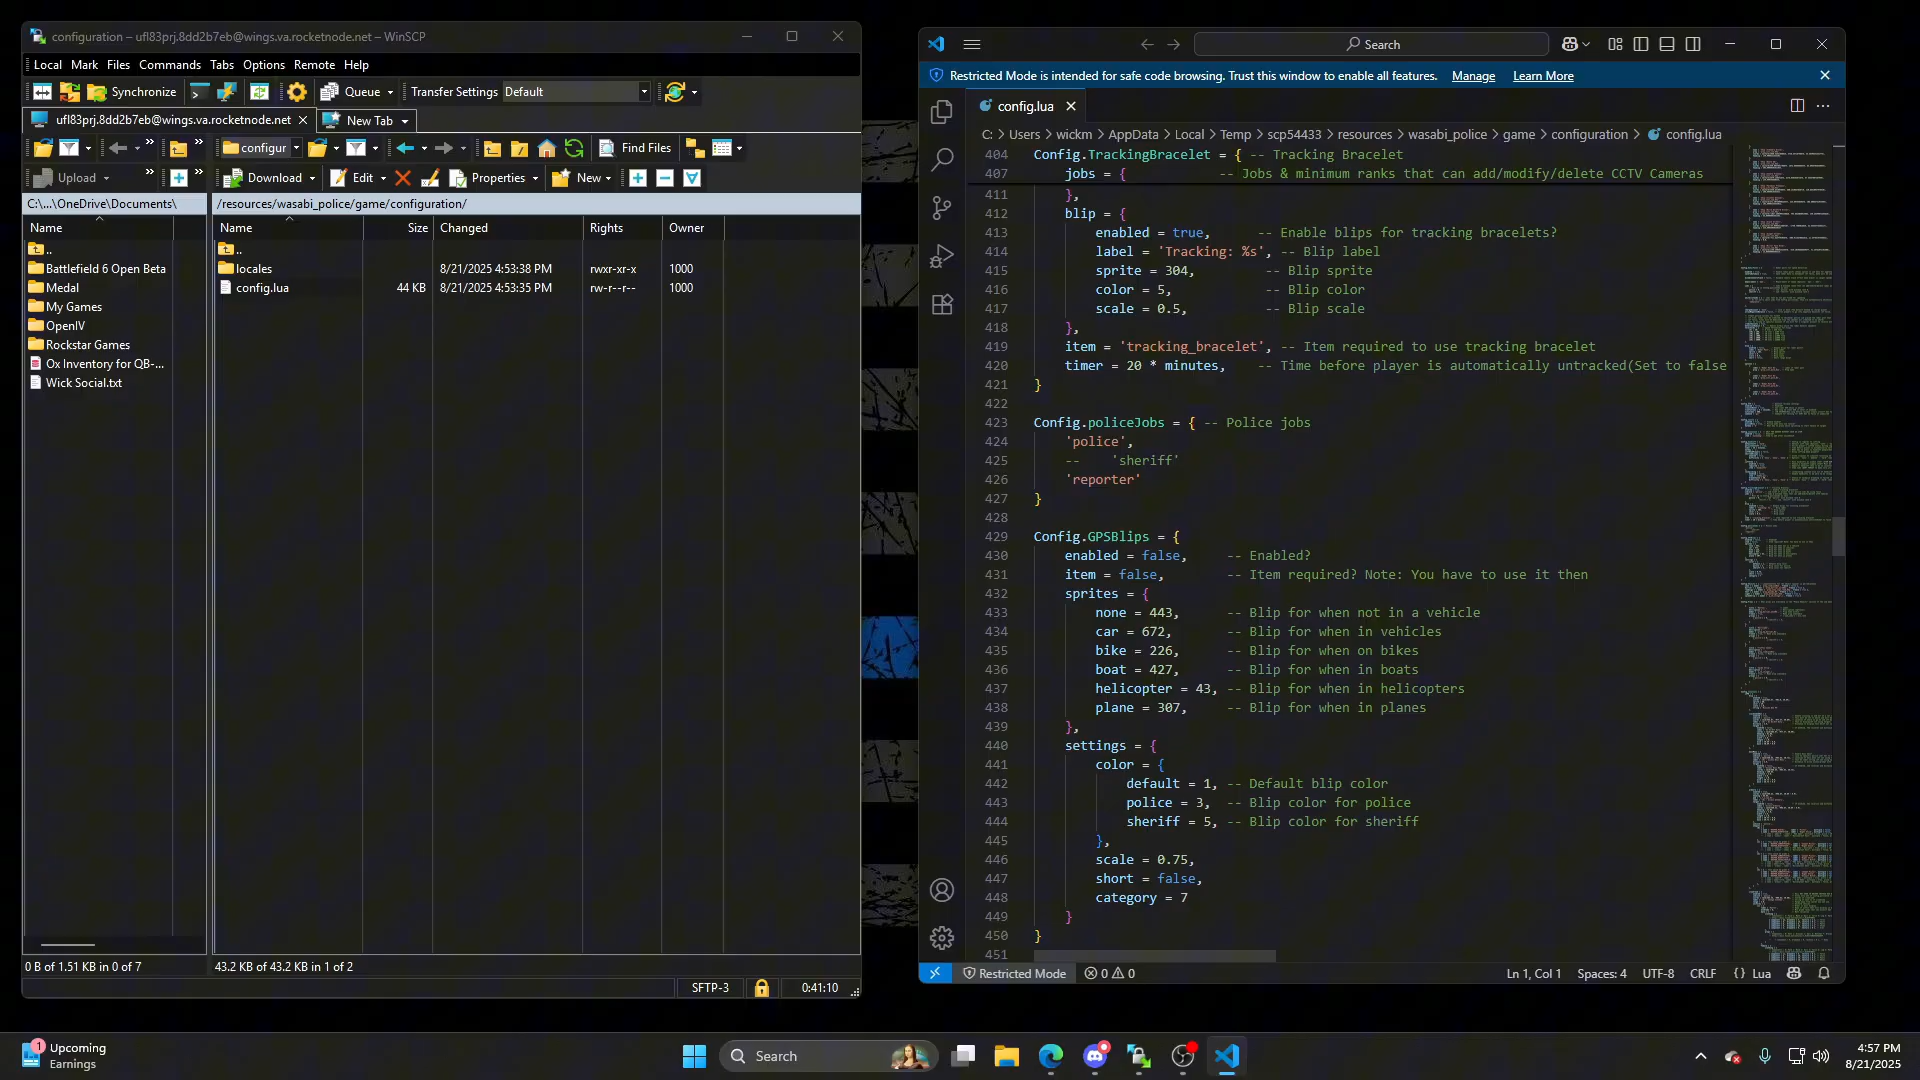 configuration – ufl83prj.8dd2b7eb@wings.va.rocketnode.net – WinSCP
Local Mark Files Commands Tabs Options Remote Help
Synchronize Queue Transfer Settings Default
ufl83prj.8dd2b7eb@wings.va.rocketnode.net New Tab
configur Find Files
Upload Download Edit Properties New
C:\...\OneDrive\Documents\ /resources/wasabi_police/game/configuration/
Name
..
Battlefield 6 Open Beta
Medal
My Games
OpenIV
Rockstar Games
Ox Inventory for QB-...
Wick Social.txt
Name Size Changed Rights Owner
..
locales 8/21/2025 4:53:38 PM rwxr-xr-x 1000
config.lua 44 KB 8/21/2025 4:53:35 PM rw-r--r-- 1000
0 B of 1.51 KB in 0 of 7 43.2 KB of 43.2 KB in 1 of 2
SFTP-3 0:41:10
Search
Restricted Mode is intended for safe code browsing. Trust this window to enable all features. Manage Learn More
config.lua
C: > Users > wickm > AppData > Local > Temp > scp54433 > resources > wasabi_police > game > configuration > config.lua
404 Config.TrackingBracelet = { -- Tracking Bracelet
407 jobs = { -- Jobs & minimum ranks that can add/modify/delete CCTV Cameras
411 },
412 blip = {
413 enabled = true, -- Enable blips for tracking bracelets?
414 label = 'Tracking: %s', -- Blip label
415 sprite = 304, -- Blip sprite
416 color = 5, -- Blip color
417 scale = 0.5, -- Blip scale
418 },
419 item = 'tracking_bracelet', -- Item required to use tracking bracelet
420 timer = 20 * minutes, -- Time before player is automatically untracked(Set to false
421 }
422
423 Config.policeJobs = { -- Police jobs
424 'police',
425 -- 'sheriff'
426 'reporter'
427 }
428
429 Config.GPSBlips = {
430 enabled = false, -- Enabled?
431 item = false, -- Item required? Note: You have to use it then
432 sprites = {
433 none = 443, -- Blip for when not in a vehicle
434 car = 672, -- Blip for when in vehicles
435 bike = 226, -- Blip for when on bikes
436 boat = 427, -- Blip for when in boats
437 helicopter = 43, -- Blip for when in helicopters
438 plane = 307, -- Blip for when in planes
439 },
440 settings = {
441 color = {
442 default = 1, -- Default blip color
443 police = 3, -- Blip color for police
444 sheriff = 5, -- Blip color for sheriff
445 },
446 scale = 0.75,
447 short = false,
448 category = 7
449 }
450 }
451
Restricted Mode 0 0 Ln 1, Col 1 Spaces: 4 UTF-8 CRLF {} Lua
1 Upcoming
Earnings
Search
4:57 PM
8/21/2025